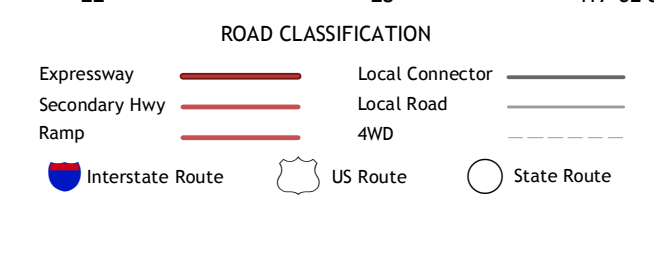 ROAD CLASSIFICATION
Expressway
Local Connector
Secondary Hwy
Local Road
Ramp
4WD
Interstate Route
US Route
State Route